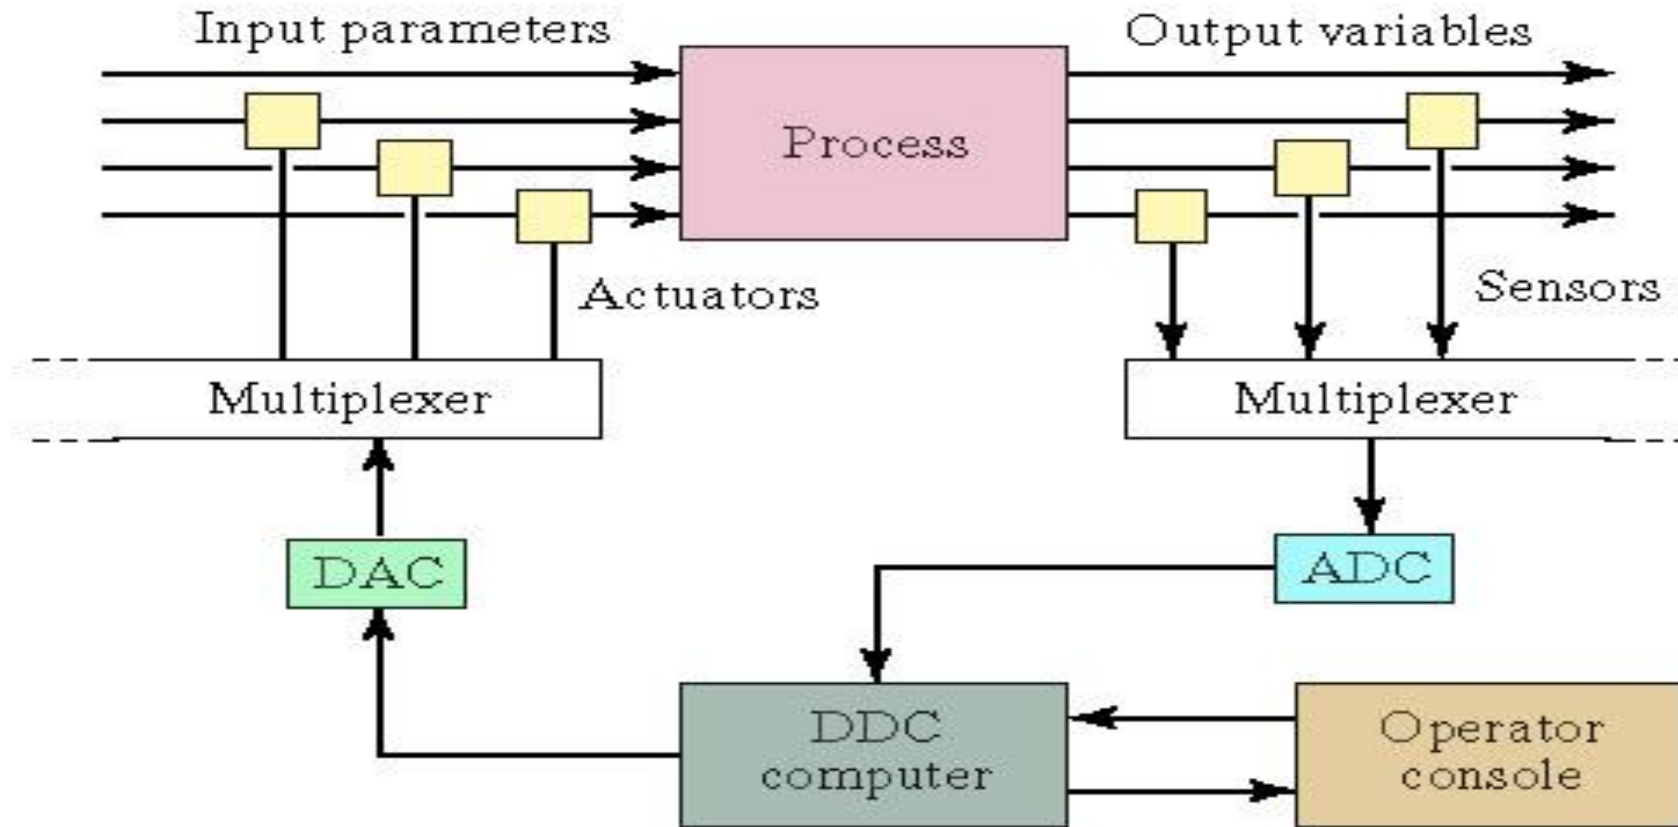 Input parameters
Output variables
Process
Actuators
Sensors
Multiplexer
Multiplexer
DAC
ADC
DDC
computer
Operator
console